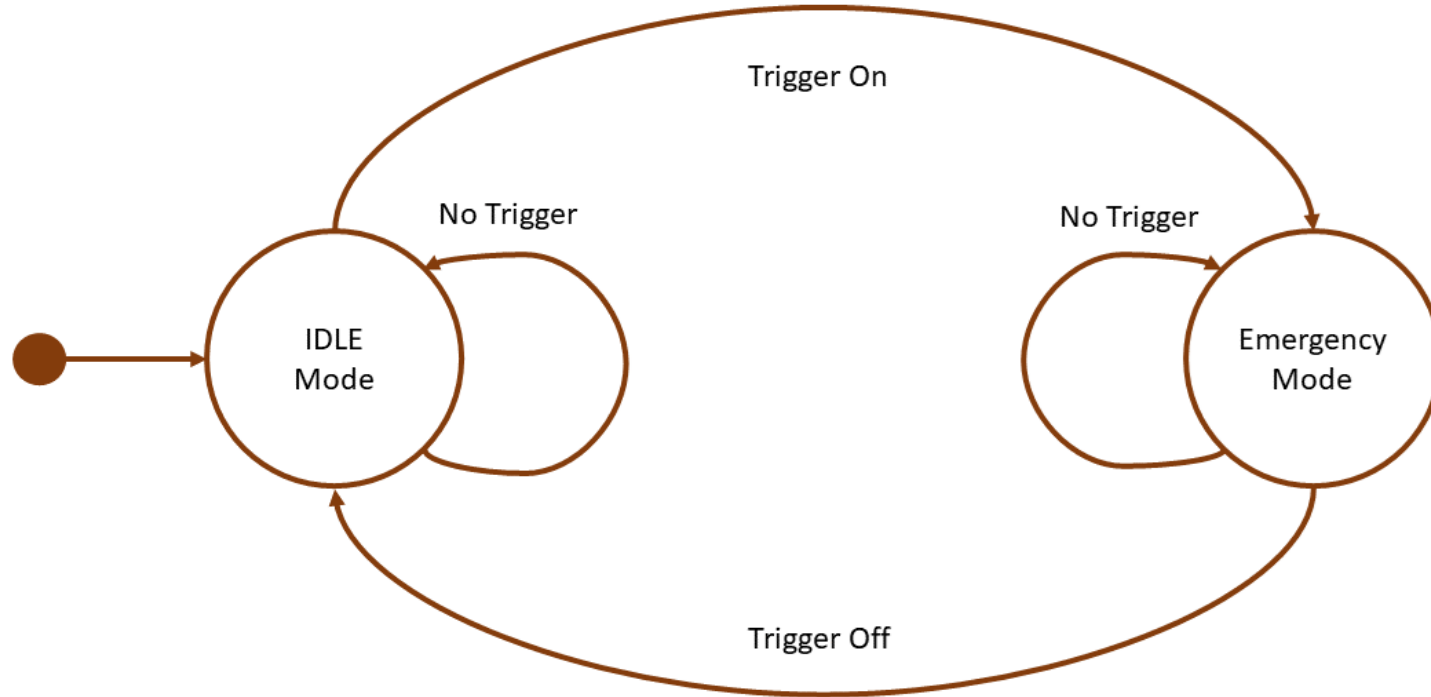 Trigger On
No Trigger
No Trigger
IDLE
Mode
Emergency
Mode
Trigger Off